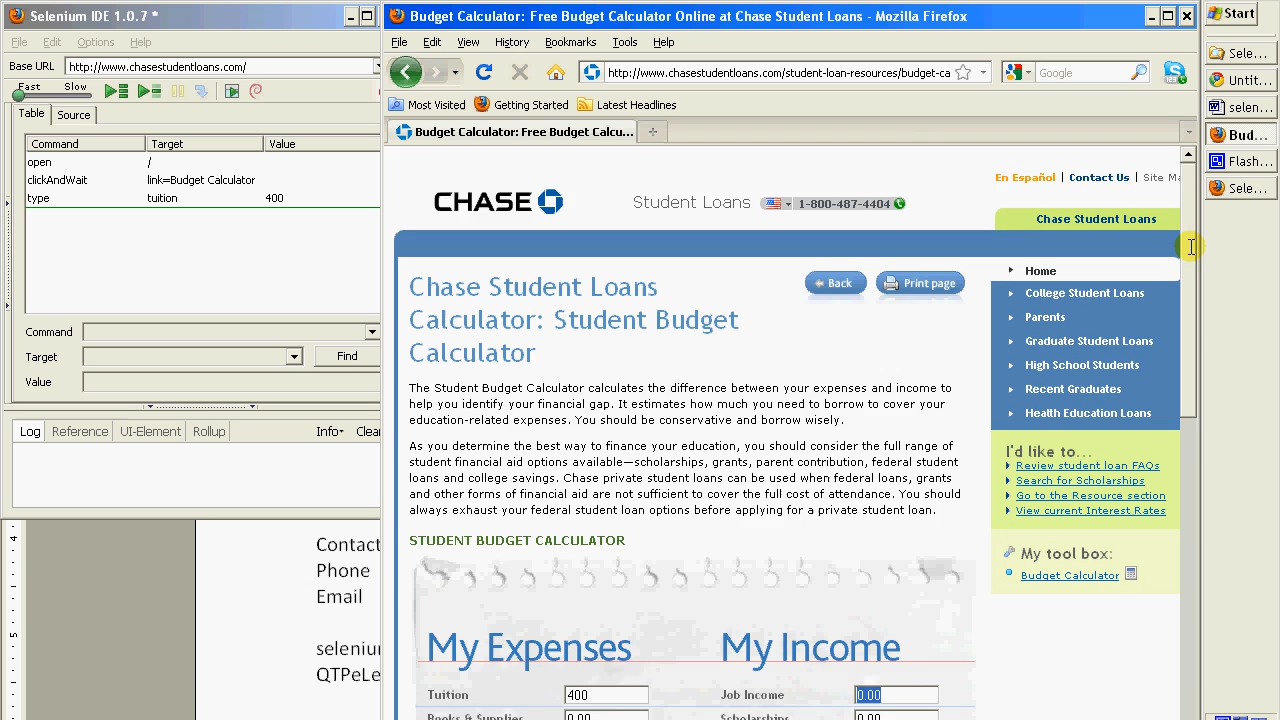 Selenium IDE 1.0.7 *
File Edit Options Help
Base URL http://www.chasestudentloans.com/
Fast Slow
Table Source
Command Target Value
open /
clickAndWait link=Budget Calculator
type tuition 400
Command
Target Find
Value
Log Reference UI-Element Rollup Info Clear
Contact
Phone
Email
seleniu
QTPeLe
Budget Calculator: Free Budget Calculator Online at Chase Student Loans - Mozilla Firefox
File Edit View History Bookmarks Tools Help
http://www.chasestudentloans.com/student-loan-resources/budget-ca Google
Most Visited Getting Started Latest Headlines
Budget Calculator: Free Budget Calcu...
En Español | Contact Us | Site Ma
CHASE Student Loans 1-800-487-4404
Chase Student Loans
Back Print page
Chase Student Loans
Calculator: Student Budget
Calculator
The Student Budget Calculator calculates the difference between your expenses and income to
help you identify your financial gap. It estimates how much you need to borrow to cover your
education-related expenses. You should be conservative and borrow wisely.
As you determine the best way to finance your education, you should consider the full range of
student financial aid options available—scholarships, grants, parent contribution, federal student
loans and college savings. Chase private student loans can be used when federal loans, grants
and other forms of financial aid are not sufficient to cover the full cost of attendance. You should
always exhaust your federal student loan options before applying for a private student loan.
STUDENT BUDGET CALCULATOR
My Expenses My Income
Tuition 400 Job Income 0.00
Books & Supplies 0.00 Scholarships 0.00
Home
College Student Loans
Parents
Graduate Student Loans
High School Students
Recent Graduates
Health Education Loans
I'd like to...
Review student loan FAQs
Search for Scholarships
Go to the Resource section
View current Interest Rates
My tool box:
Budget Calculator
Start
Sele...
Untit...
selen...
Bud...
Flash...
Sele...